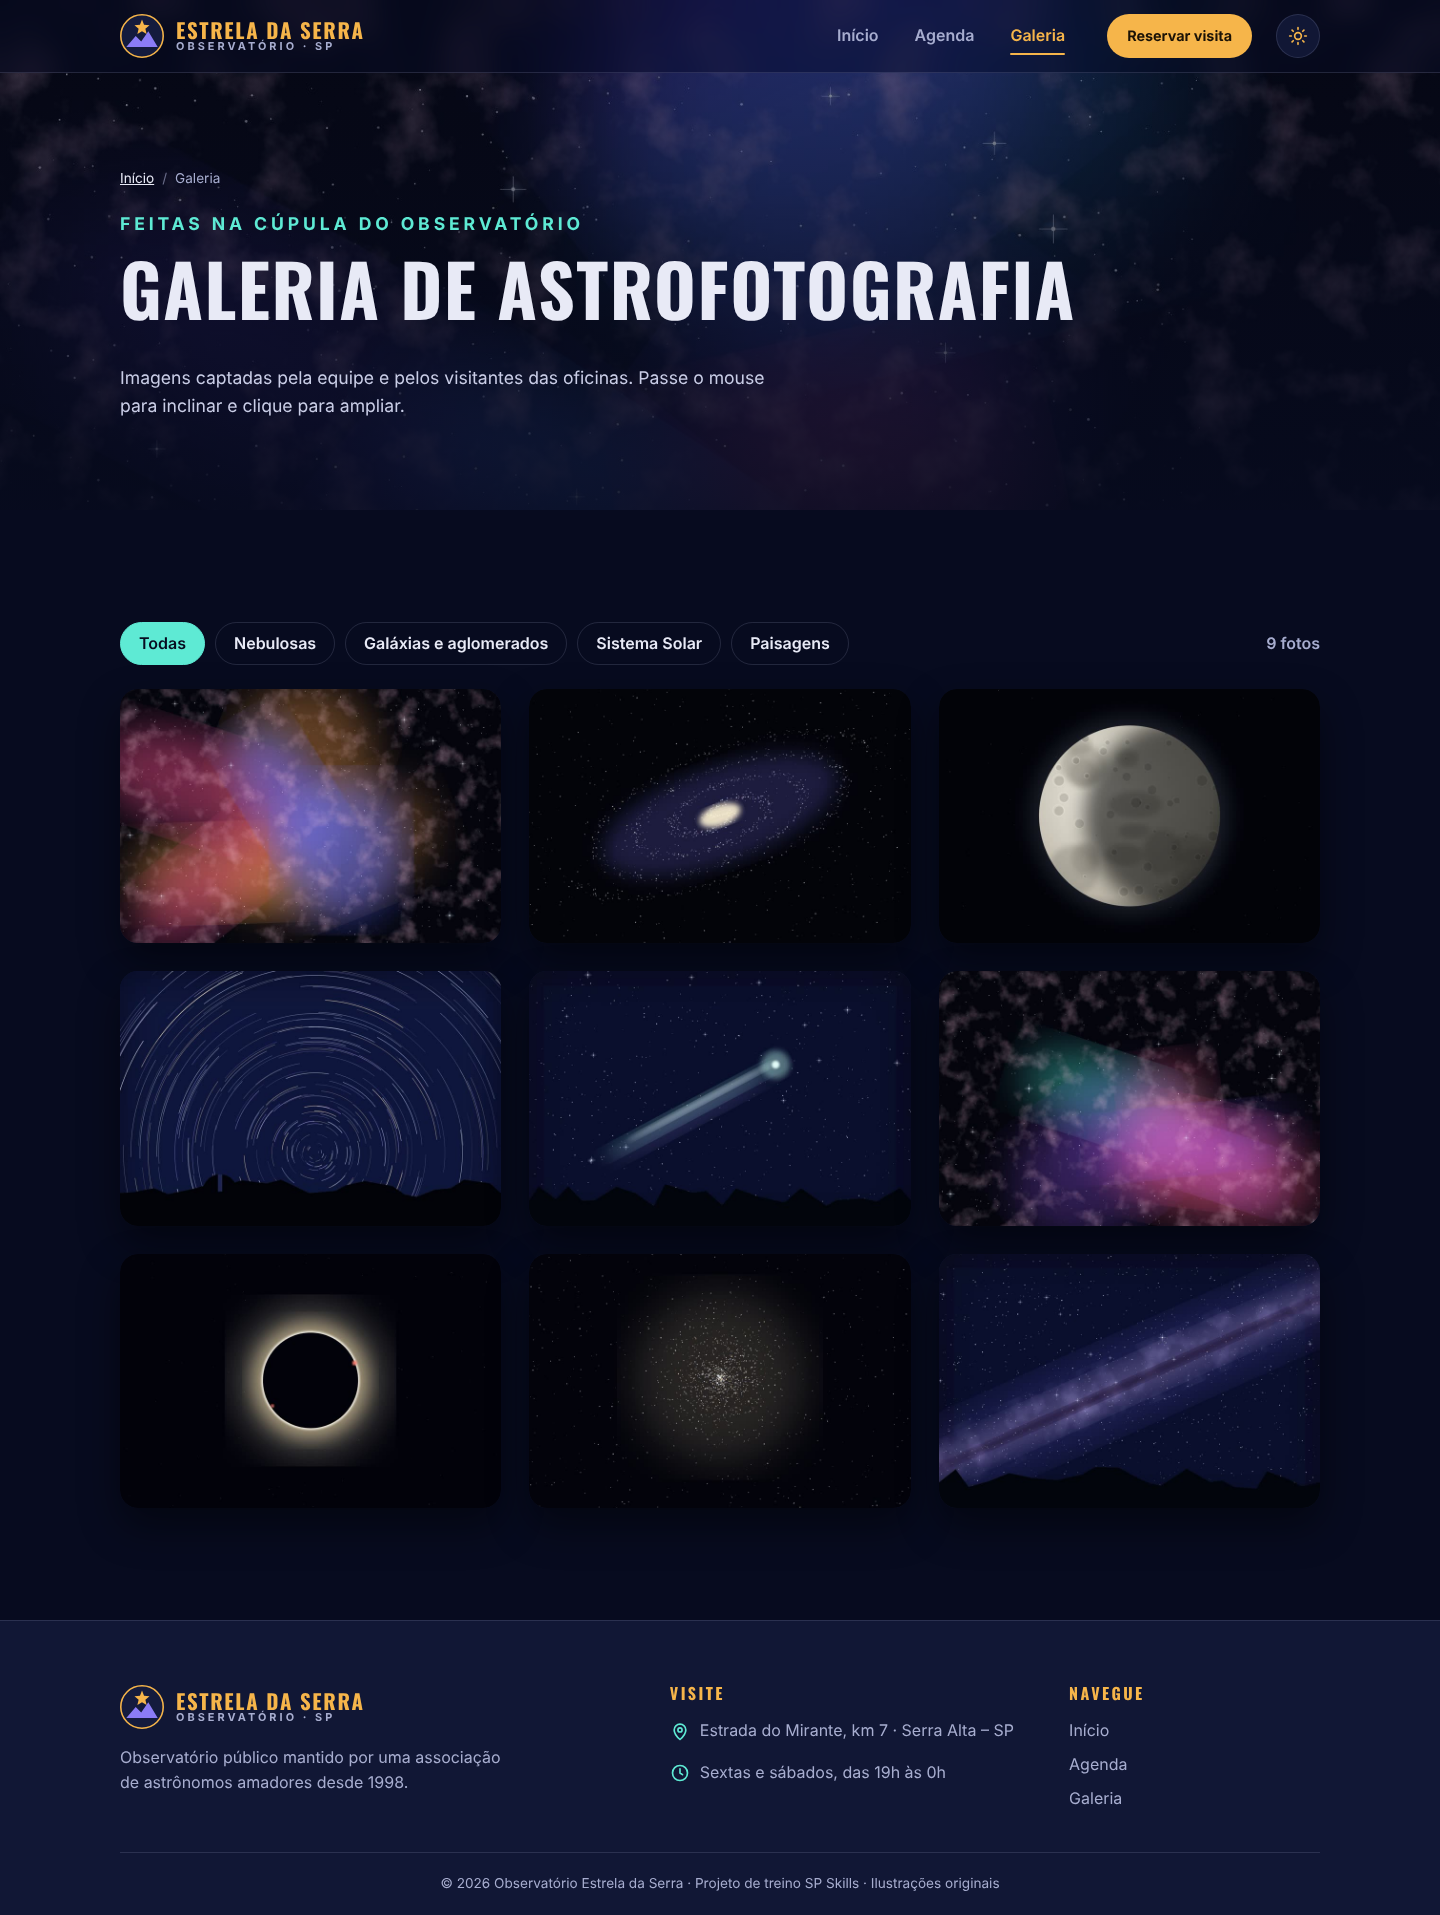 ESTRELA DA SERRA
OBSERVATÓRIO · SP
Início
Agenda
Galeria
Reservar visita
Início / Galeria
FEITAS NA CÚPULA DO OBSERVATÓRIO
GALERIA DE ASTROFOTOGRAFIA
Imagens captadas pela equipe e pelos visitantes das oficinas. Passe o mouse
para inclinar e clique para ampliar.
Todas
Nebulosas
Galáxias e aglomerados
Sistema Solar
Paisagens
9 fotos
ESTRELA DA SERRA
OBSERVATÓRIO · SP
Observatório público mantido por uma associação
de astrônomos amadores desde 1998.
VISITE
Estrada do Mirante, km 7 · Serra Alta – SP
Sextas e sábados, das 19h às 0h
NAVEGUE
Início
Agenda
Galeria
© 2026 Observatório Estrela da Serra · Projeto de treino SP Skills · Ilustrações originais